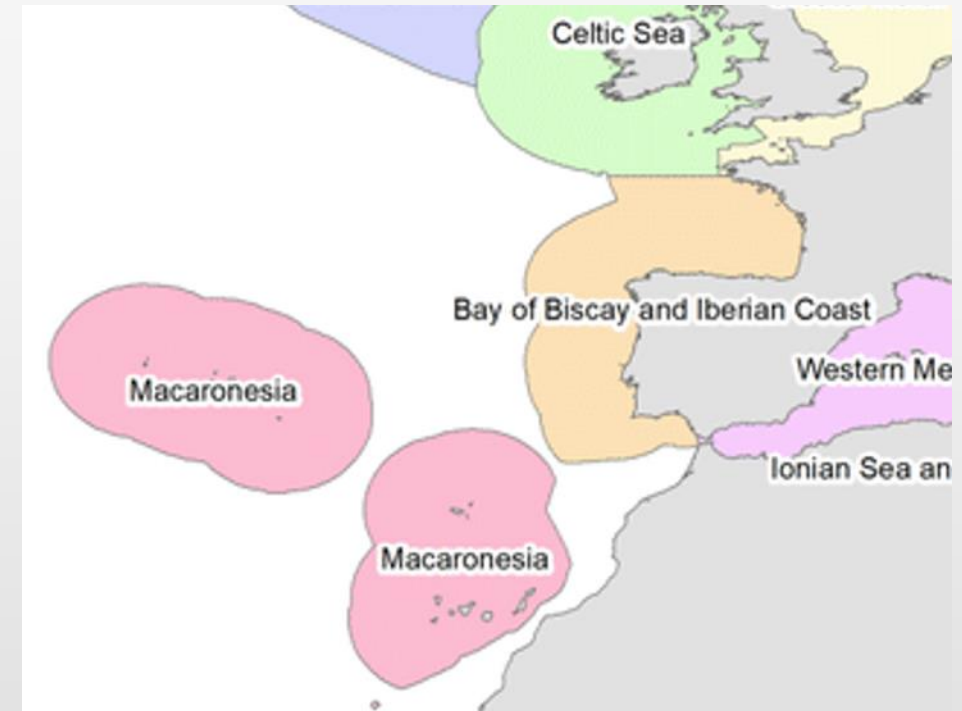 Celtic Sea
Bay of Biscay and Iberian Coast
Western Me
Macaronesia
Ionian Sea an
Macaronesia